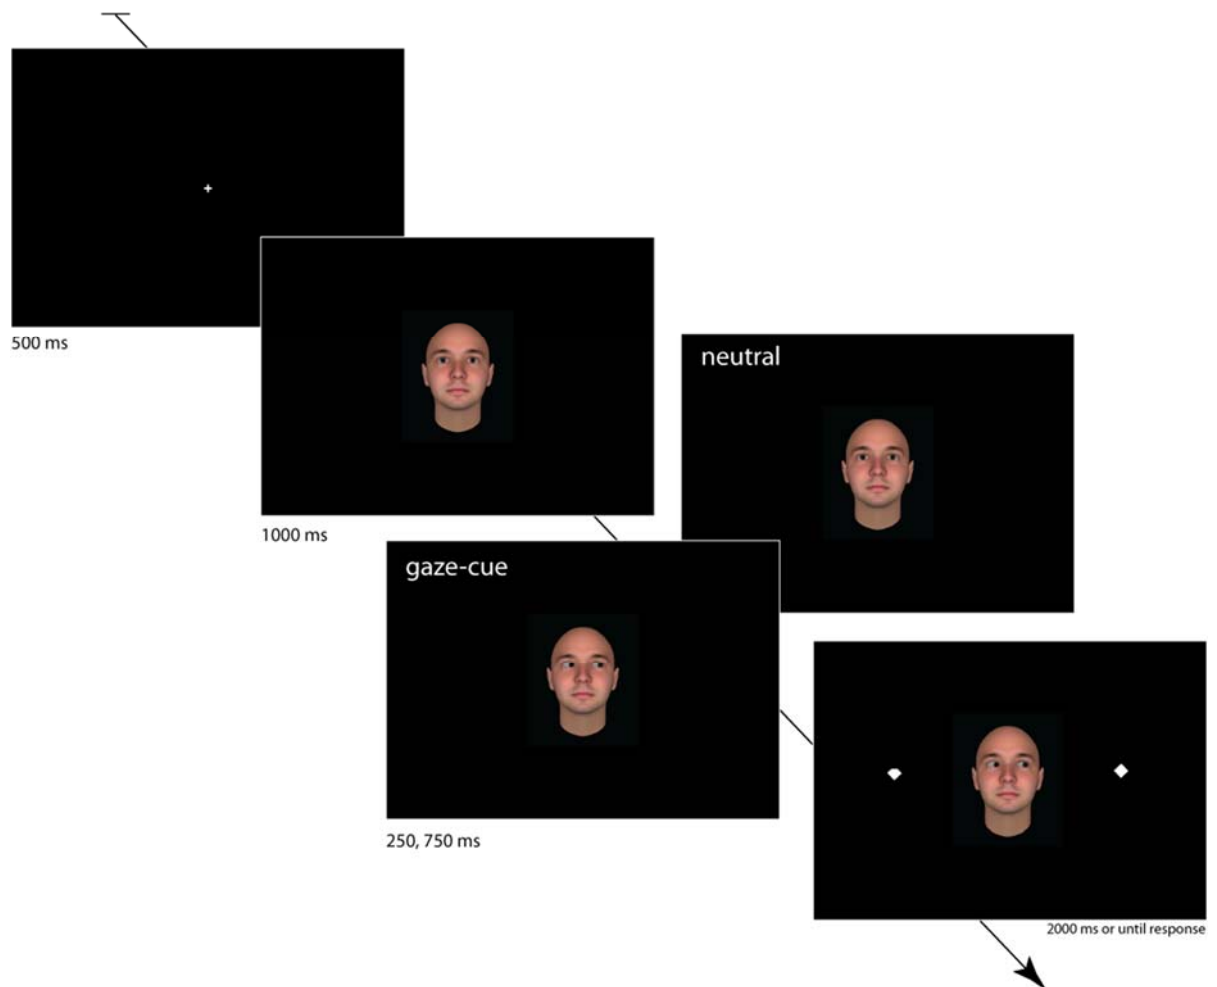 500 ms
1000 ms
neutral
gaze-cue
250, 750 ms
2000 ms or until response